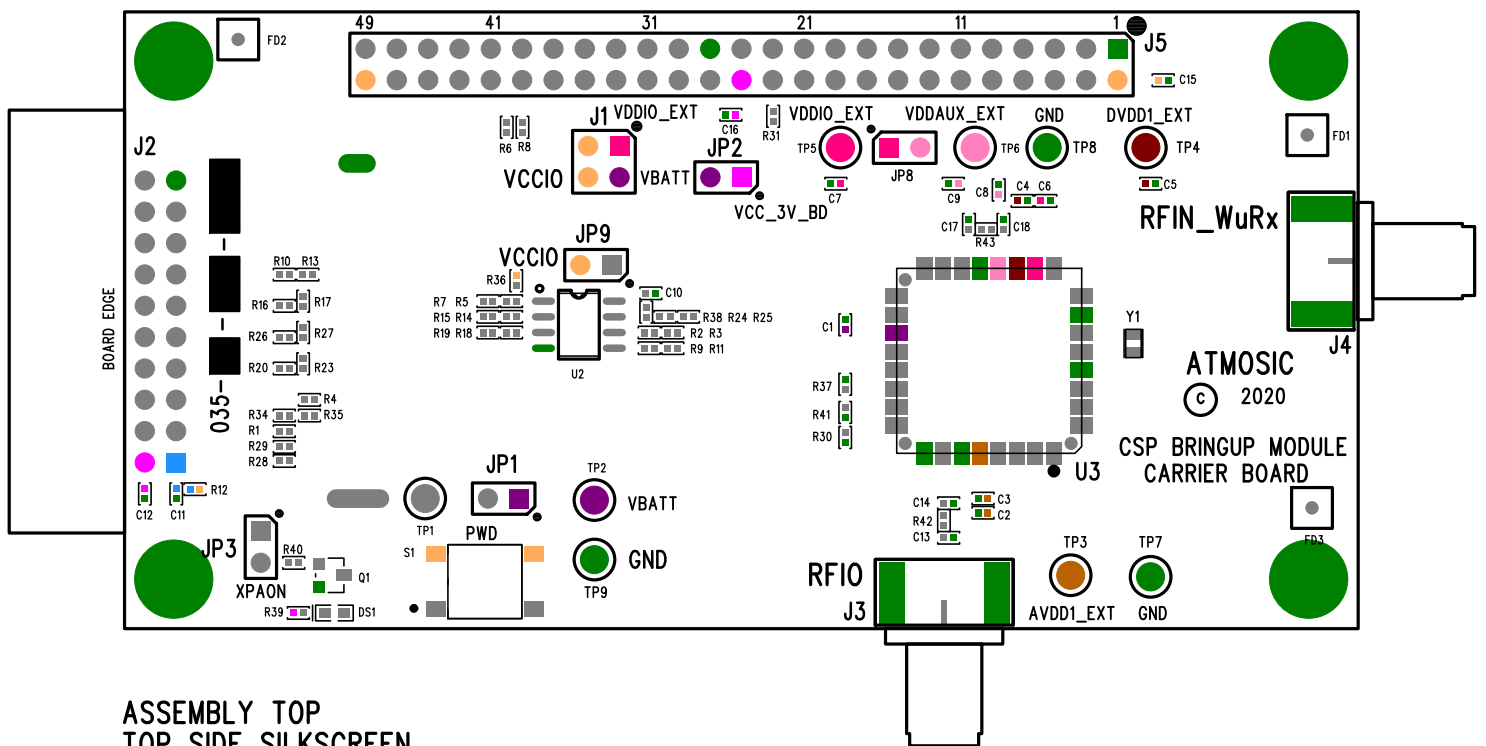 49 41 31 21 11 1
FD2
J5
C15
J1 VDDIO_EXT
C16
R31
VDDIO_EXT
VDDAUX_EXT
GND
DVDD1_EXT
R6 R8
TP5
JP8
TP6
TP8
TP4
FD1
J2
JP2
VCCIO
VBATT
VCC_3V_BD
C7
C9
C8
C4 C6
C5
C17
R43
C18
RFIN_WuRx
J4
BOARD EDGE
035-
-
JP9
VCCIO
R36
C10
R10 R13
R16
R17
R26
R27
R20
R23
R4
R34
R35
R1
R29
R28
R7 R5
R15 R14
R19 R18
R38 R24 R25
R2 R3
R9 R11
U2
C1
R37
R41
R30
Y1
ATMOSIC
C 2020
CSP BRINGUP MODULE
CARRIER BOARD
U3
C12
C11
R12
TP1
JP1
TP2
VBATT
C14
R42
C13
C3
C2
FD3
JP3
XPAON
R40
Q1
R39
DS1
S1
PWD
TP9
GND
RFIO
J3
TP3
AVDD1_EXT
TP7
GND
ASSEMBLY TOP
TOP SIDE SILKSCREEN